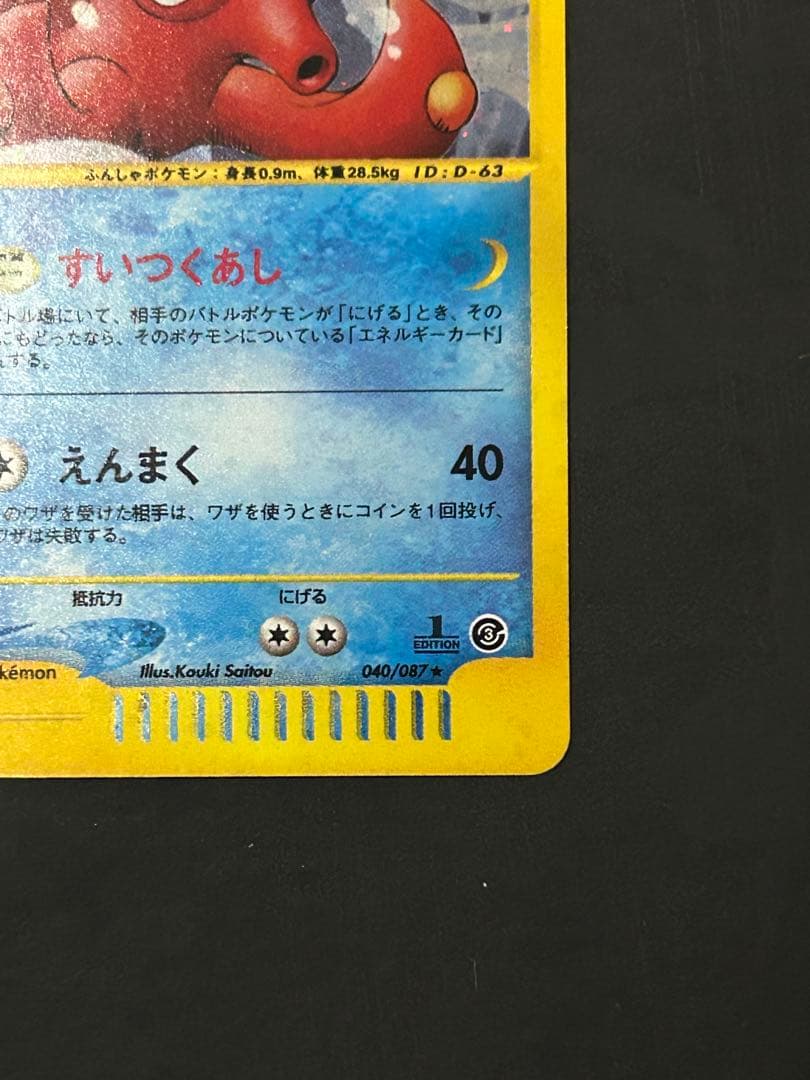 ふんしゃポケモン：身長0.9m、体重28.5kg ID：D-63
すいつくあし
トル場にいて、相手のバトルポケモンが「にげる」とき、その
にもどったなら、そのポケモンについている「エネルギーカード」
する。
えんまく 40
のワザを受けた相手は、ワザを使うときにコインを1回投げ、
ワザは失敗する。
抵抗力 にげる
1 EDITION 3
kémon Illus.Kouki Saitou 040/087★